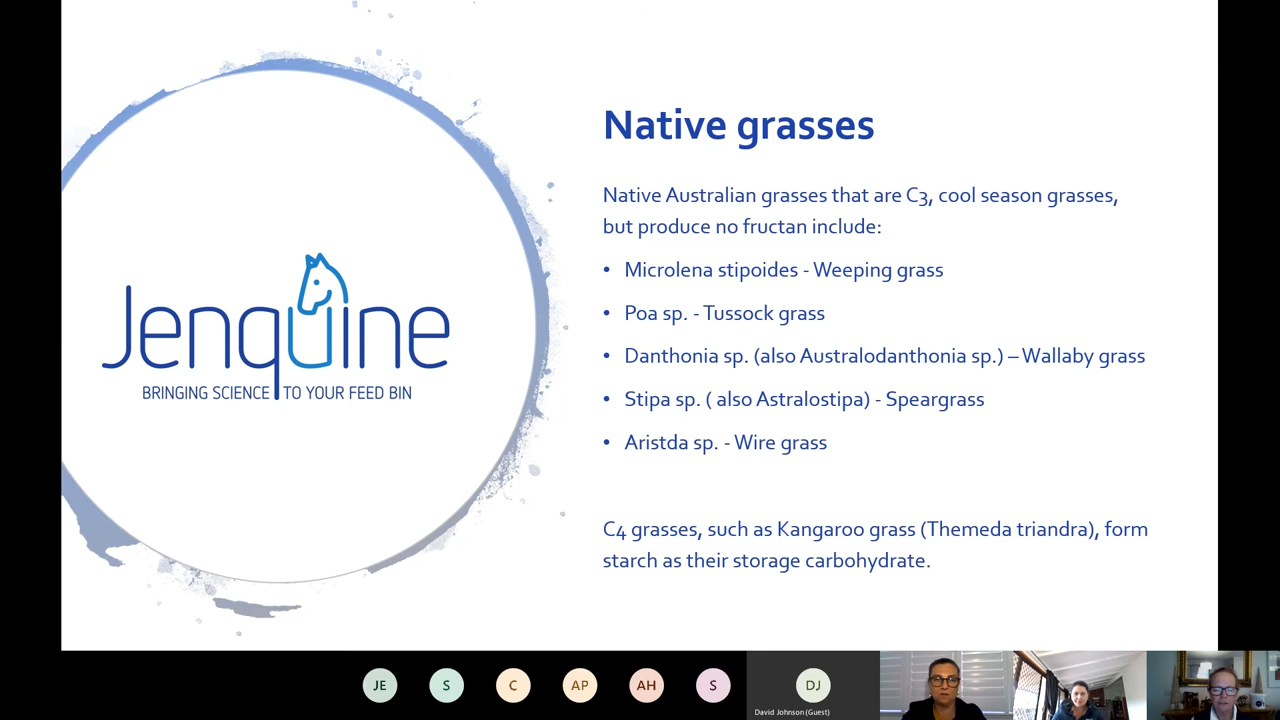 Native grasses
Native Australian grasses that are C3, cool season grasses,
but produce no fructan include:
• Microlena stipoides - Weeping grass
• Poa sp. - Tussock grass
• Danthonia sp. (also Australodanthonia sp.) – Wallaby grass
• Stipa sp. ( also Astralostipa) - Speargrass
• Aristda sp. - Wire grass
C4 grasses, such as Kangaroo grass (Themeda triandra), form
starch as their storage carbohydrate.
Jenquine
BRINGING SCIENCE TO YOUR FEED BIN
JE S C AP AH S DJ
David Johnson (Guest)